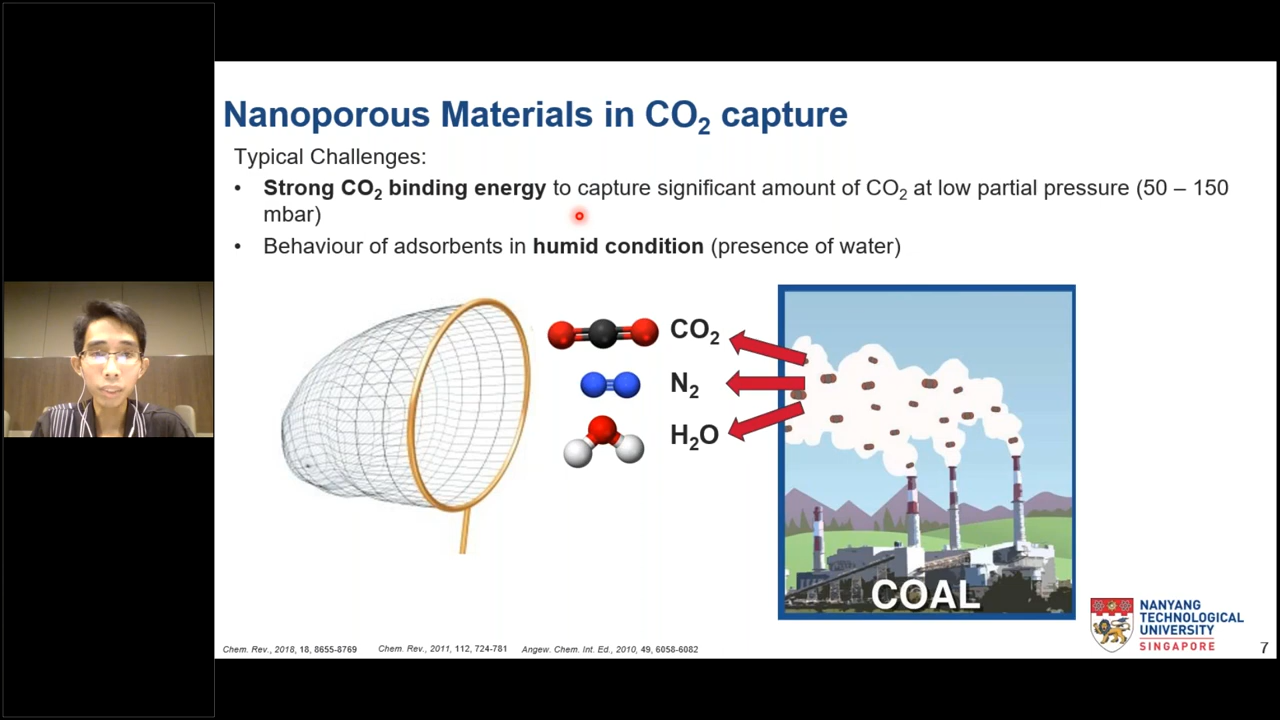 Nanoporous Materials in CO₂ capture
Typical Challenges:
• Strong CO₂ binding energy to capture significant amount of CO₂ at low partial pressure (50 – 150
mbar)
• Behaviour of adsorbents in humid condition (presence of water)
CO₂
N₂
H₂O
COAL
NANYANG
TECHNOLOGICAL
UNIVERSITY
SINGAPORE
Chem. Rev., 2018, 18, 8655-8769
Chem. Rev., 2011, 112, 724-781
Angew. Chem. Int. Ed., 2010, 49, 6058-6082
7